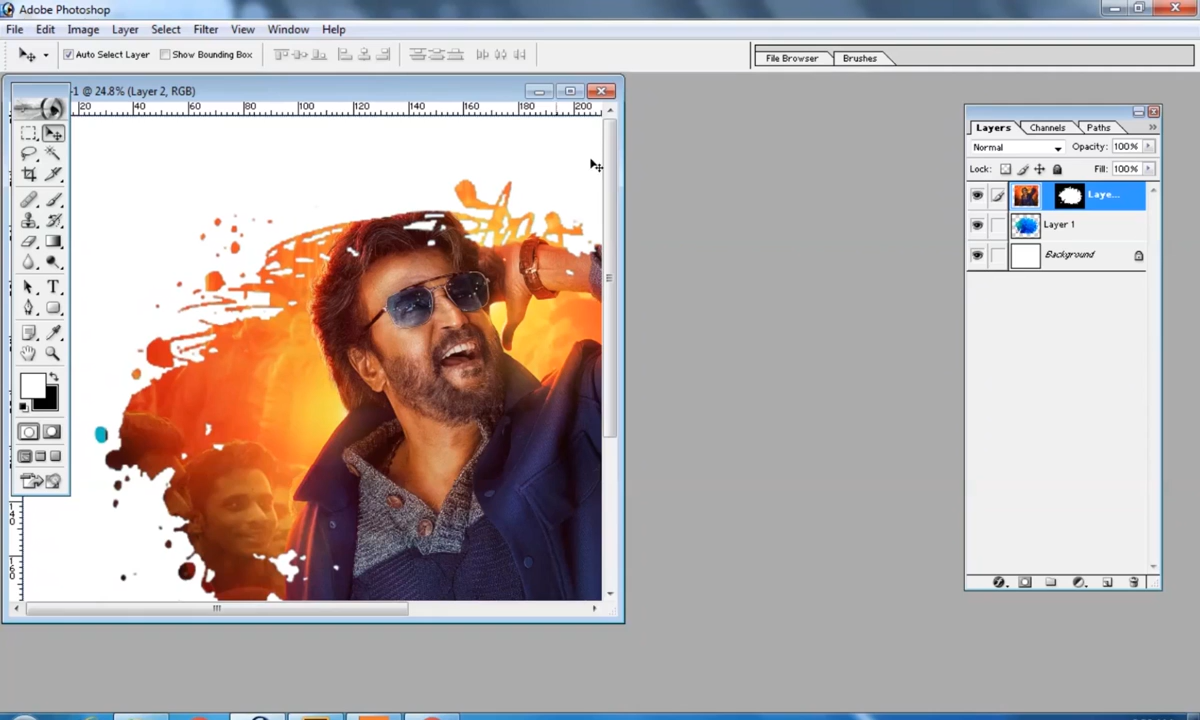 Adobe Photoshop
File Edit Image Layer Select Filter View Window Help
Auto Select Layer Show Bounding Box File Browser Brushes
-1 @ 24.8% (Layer 2, RGB)
20 40 60 80 100 120 140 160 180 200
Layers Channels Paths
Normal Opacity: 100%
Lock: Fill: 100%
Laye...
Layer 1
Background
T
140
160